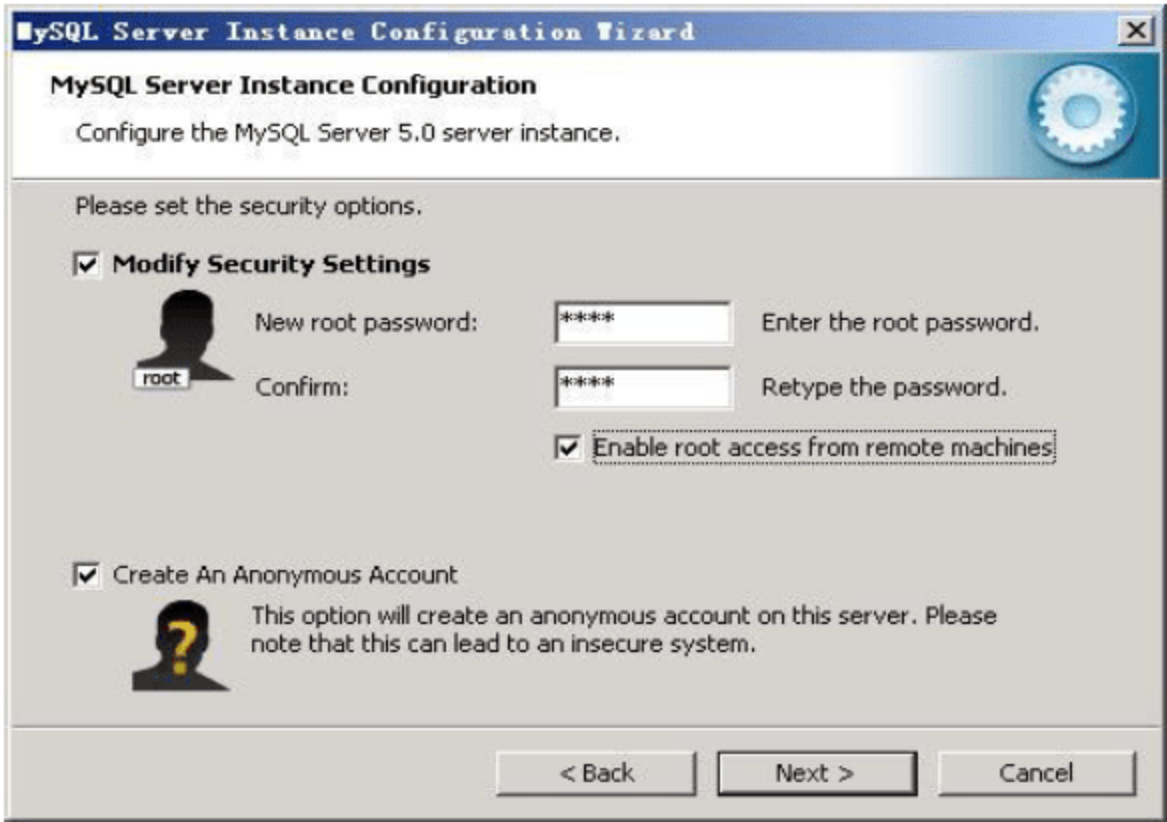 MySQL Server Instance Configuration Wizard
MySQL Server Instance Configuration
Configure the MySQL Server 5.0 server instance.
Please set the security options.
Modify Security Settings
New root password: **** Enter the root password.
root
Confirm: **** Retype the password.
Enable root access from remote machines
Create An Anonymous Account
This option will create an anonymous account on this server. Please
note that this can lead to an insecure system.
?
< Back Next > Cancel